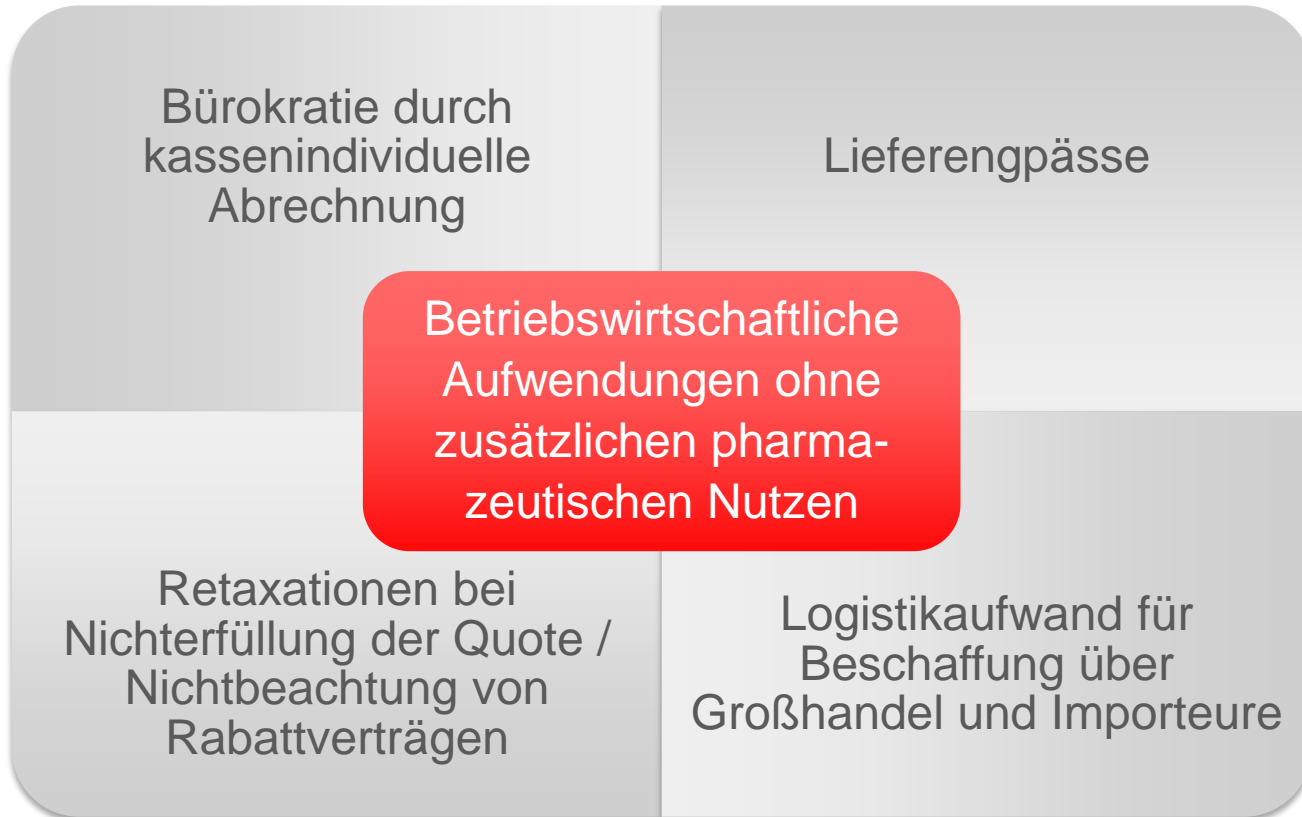 Bürokratie durch
kassenindividuelle
Abrechnung
Lieferengpässe
Betriebswirtschaftliche
Aufwendungen ohne
zusätzlichen pharma-
zeutischen Nutzen
Retaxationen bei
Nichterfüllung der Quote /
Nichtbeachtung von
Rabattverträgen
Logistikaufwand für
Beschaffung über
Großhandel und Importeure